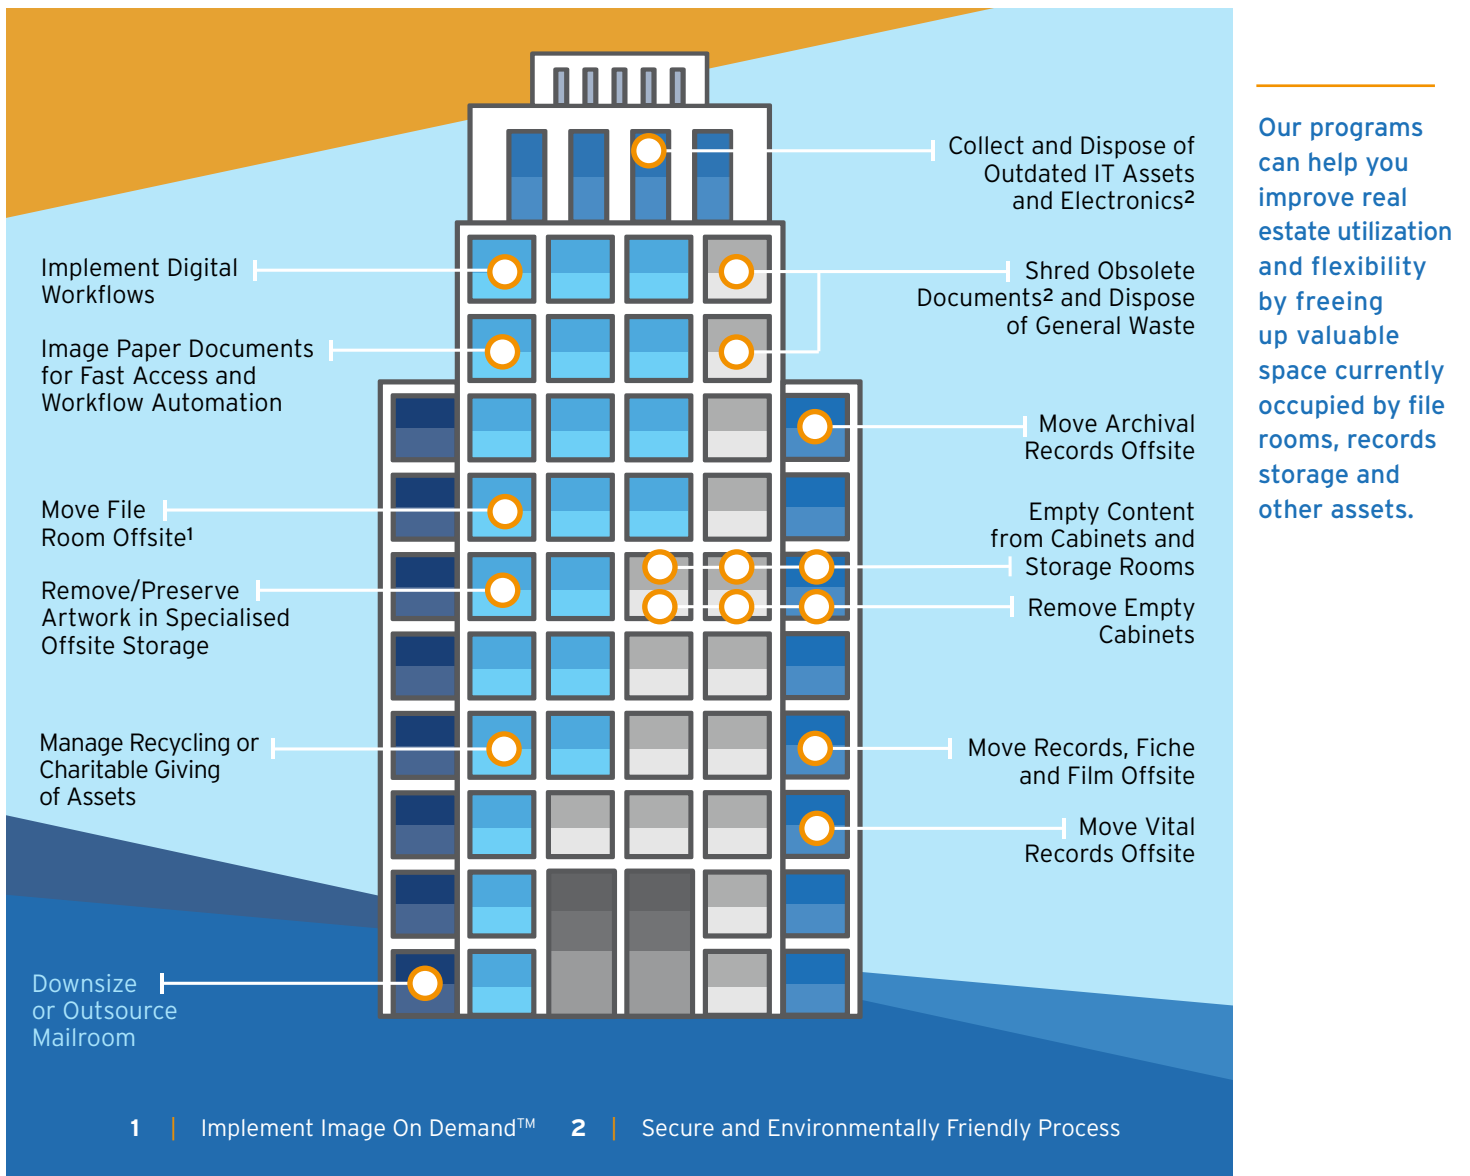 Implement Digital
Workflows
Image Paper Documents
for Fast Access and
Workflow Automation
Move File
Room Offsite1
Remove/Preserve
Artwork in Specialised
Offsite Storage
Manage Recycling or
Charitable Giving
of Assets
Downsize
or Outsource
Mailroom
Collect and Dispose of
Outdated IT Assets
and Electronics2
Shred Obsolete
Documents2 and Dispose
of General Waste
Move Archival
Records Offsite
Empty Content
from Cabinets and
Storage Rooms
Remove Empty
Cabinets
Move Records, Fiche
and Film Offsite
Move Vital
Records Offsite
1 | Implement Image On Demand™ 2 | Secure and Environmentally Friendly Process
Our programs
can help you
improve real
estate utilization
and flexibility
by freeing
up valuable
space currently
occupied by file
rooms, records
storage and
other assets.